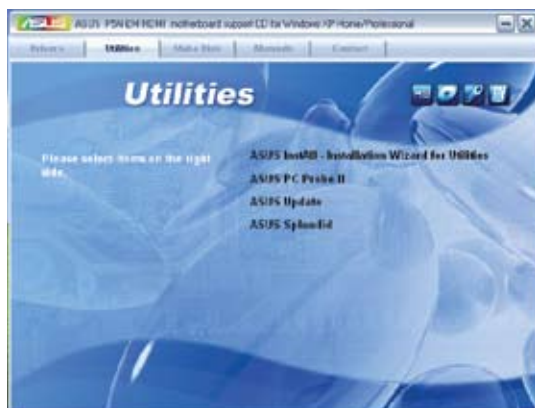 ASUS P5N-EM HDMI motherboard support CD for Windows XP Home/Professional
Drivers Utilities Make Disk Manuals Contact
Utilities
Please select items on the right
side.
ASUS InstAll - Installation Wizard for Utilities
ASUS PC Probe II
ASUS Update
ASUS Splendid